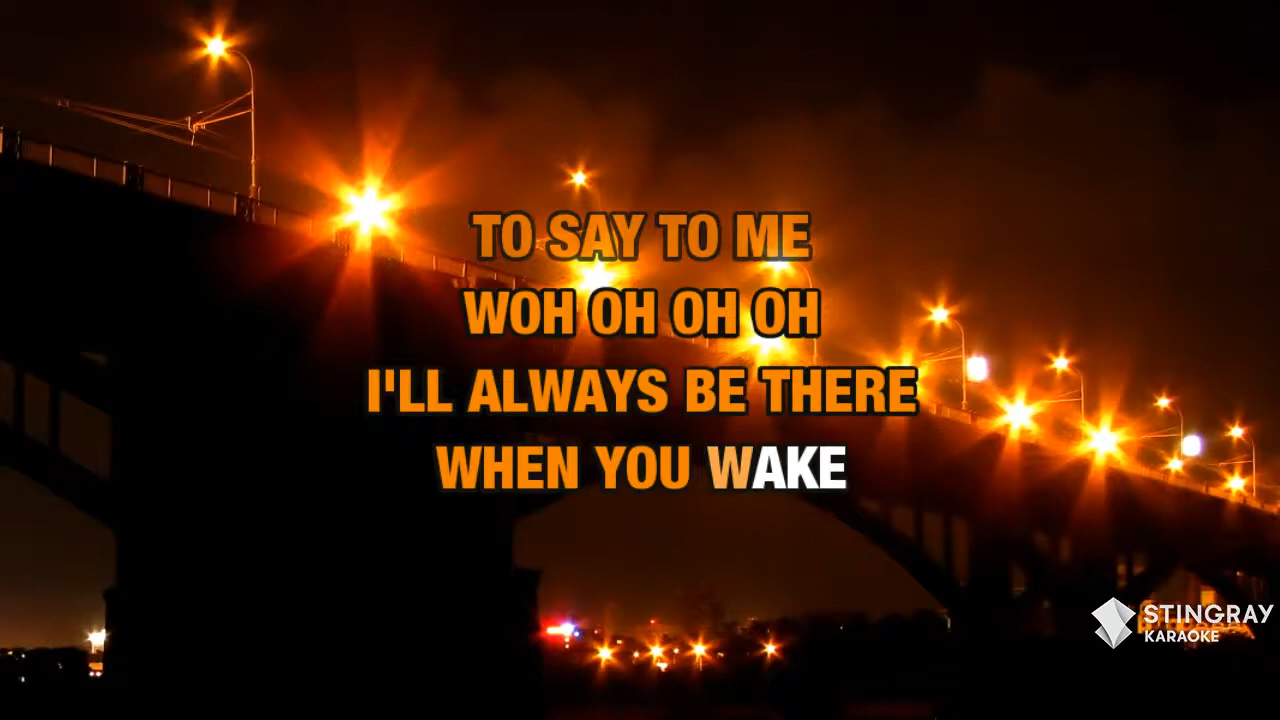 TO SAY TO ME
WOH OH OH OH
I'LL ALWAYS BE THERE
WHEN YOU WAKE
STINGRAY
KARAOKE